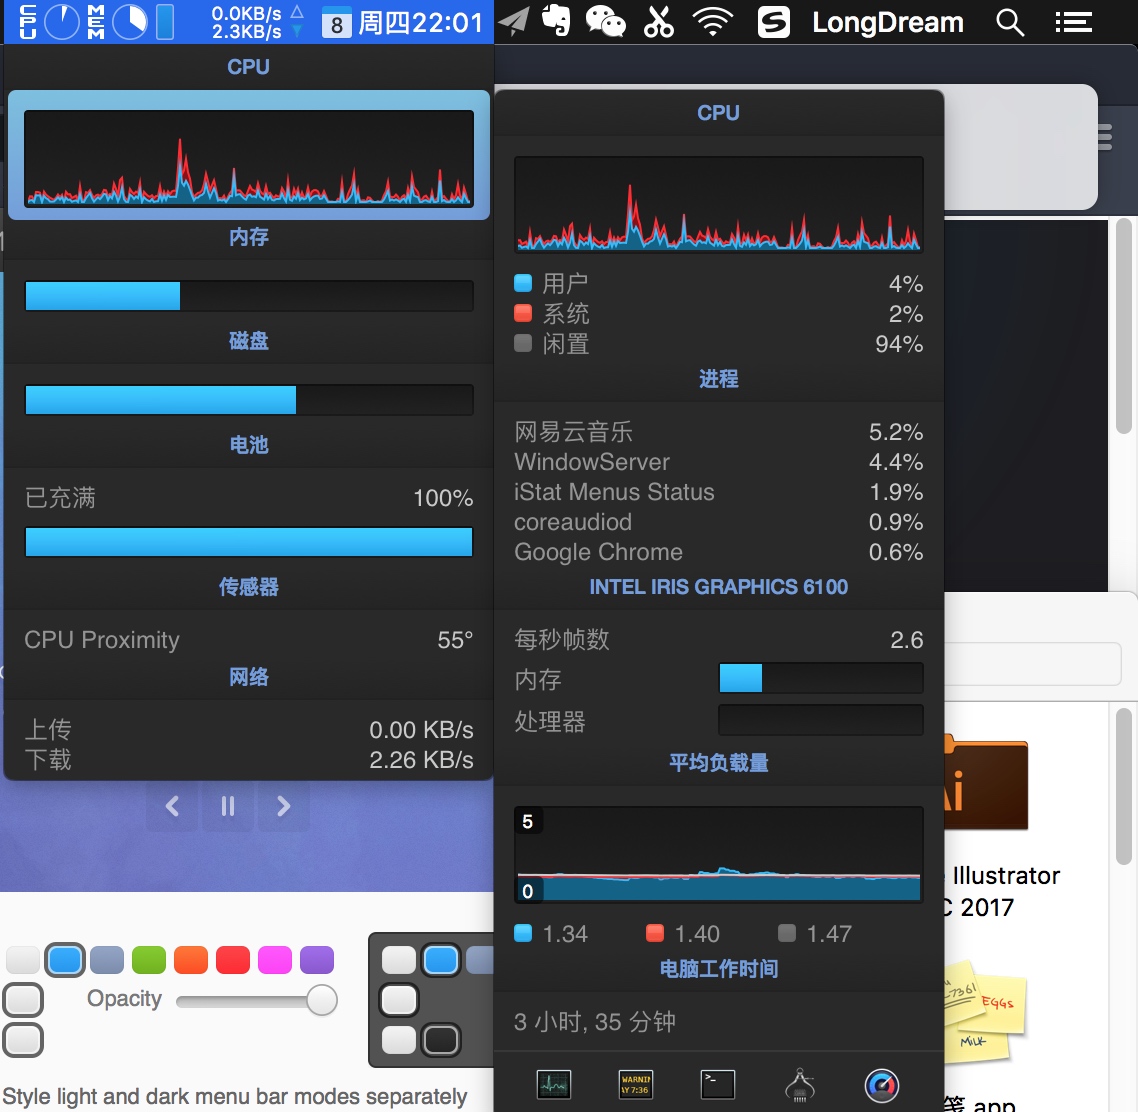 CPU MEM 0.0KB/s 2.3KB/s 8 周四22:01 LongDream
CPU
内存
磁盘
电池
已充满 100%
传感器
CPU Proximity 55°
网络
上传 0.00 KB/s
下载 2.26 KB/s
CPU
用户 4%
系统 2%
闲置 94%
进程
网易云音乐 5.2%
WindowServer 4.4%
iStat Menus Status 1.9%
coreaudiod 0.9%
Google Chrome 0.6%
INTEL IRIS GRAPHICS 6100
每秒帧数 2.6
内存
处理器
平均负载量
5
0
1.34 1.40 1.47
电脑工作时间
3 小时, 35 分钟
WARNIN
Y 7:36
Illustrator
C 2017
-7361
EGGS
MILK
笺 app
Opacity
Style light and dark menu bar modes separately